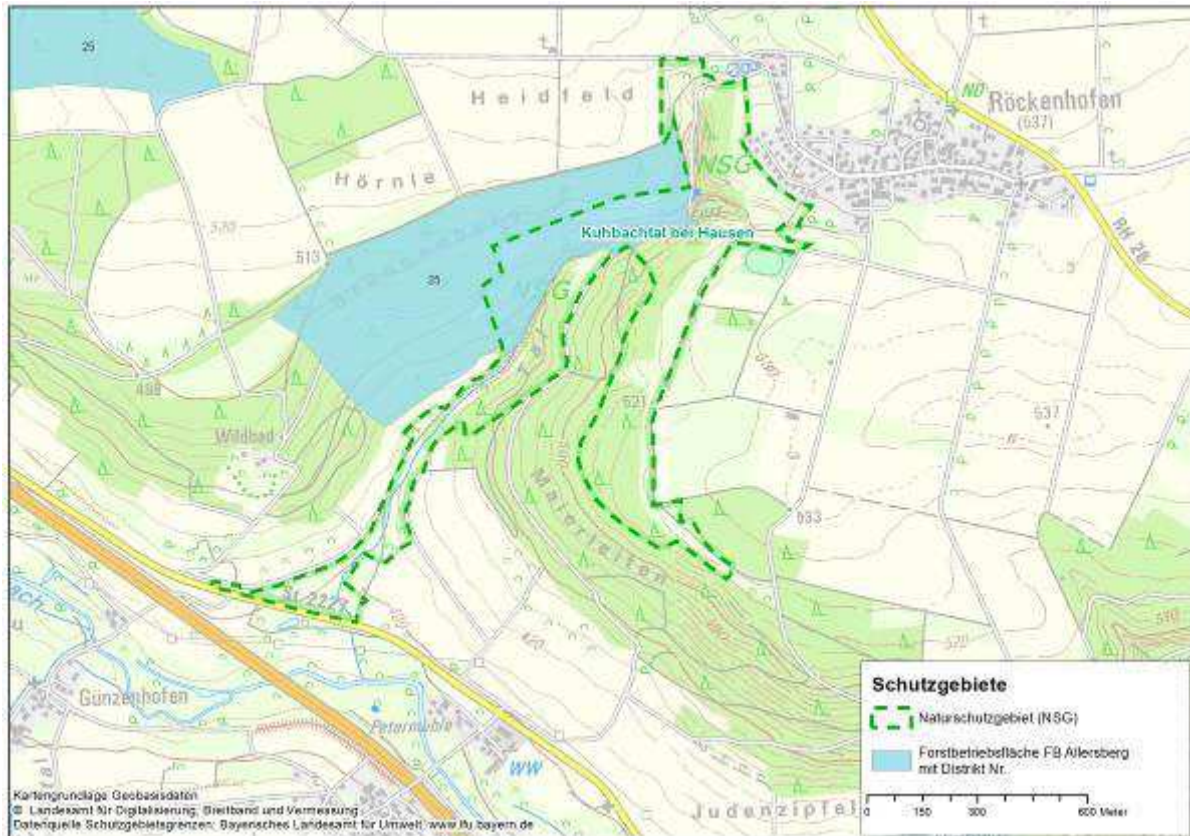 25
Heidfeld
Röckenhofen
(537)
ND
NSG
Hörnle
Kuhbachtal bei Hausen
RH 28
513
25
NSG
521
537
498
Wildbad
Maierleiten
533
Günzenhofen
Petermühle
WW
Judenzipfel
Schutzgebiete
Naturschutzgebiet (NSG)
Forstbetriebsfläche FB Allersberg
mit Distrikt Nr.
0 150 300 600 Meter
Kartengrundlage Geobasisdaten
© Landesamt für Digitalisierung, Breitband und Vermessung
Datenquelle Schutzgebietsgrenzen: Bayerisches Landesamt für Umwelt, www.lfu.bayern.de